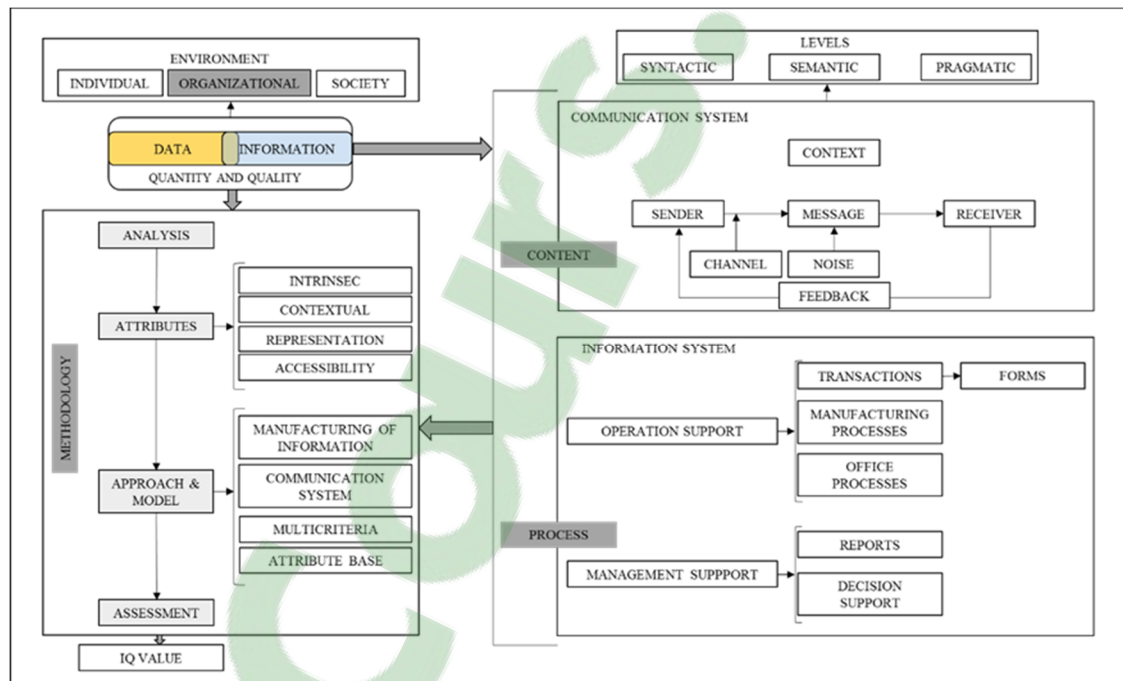 ENVIRONMENT
INDIVIDUAL
ORGANIZATIONAL
SOCIETY
DATA
INFORMATION
QUANTITY AND QUALITY
METHODOLOGY
ANALYSIS
ATTRIBUTES
INTRINSEC
CONTEXTUAL
REPRESENTATION
ACCESSIBILITY
APPROACH &
MODEL
MANUFACTURING OF
INFORMATION
COMMUNICATION
SYSTEM
MULTICRITERIA
ATTRIBUTE BASE
ASSESSMENT
IQ VALUE
LEVELS
SYNTACTIC
SEMANTIC
PRAGMATIC
CONTENT
COMMUNICATION SYSTEM
CONTEXT
SENDER
MESSAGE
RECEIVER
CHANNEL
NOISE
FEEDBACK
PROCESS
INFORMATION SYSTEM
OPERATION SUPPORT
TRANSACTIONS
FORMS
MANUFACTURING
PROCESSES
OFFICE
PROCESSES
MANAGEMENT SUPPPORT
REPORTS
DECISION
SUPPORT
cours.